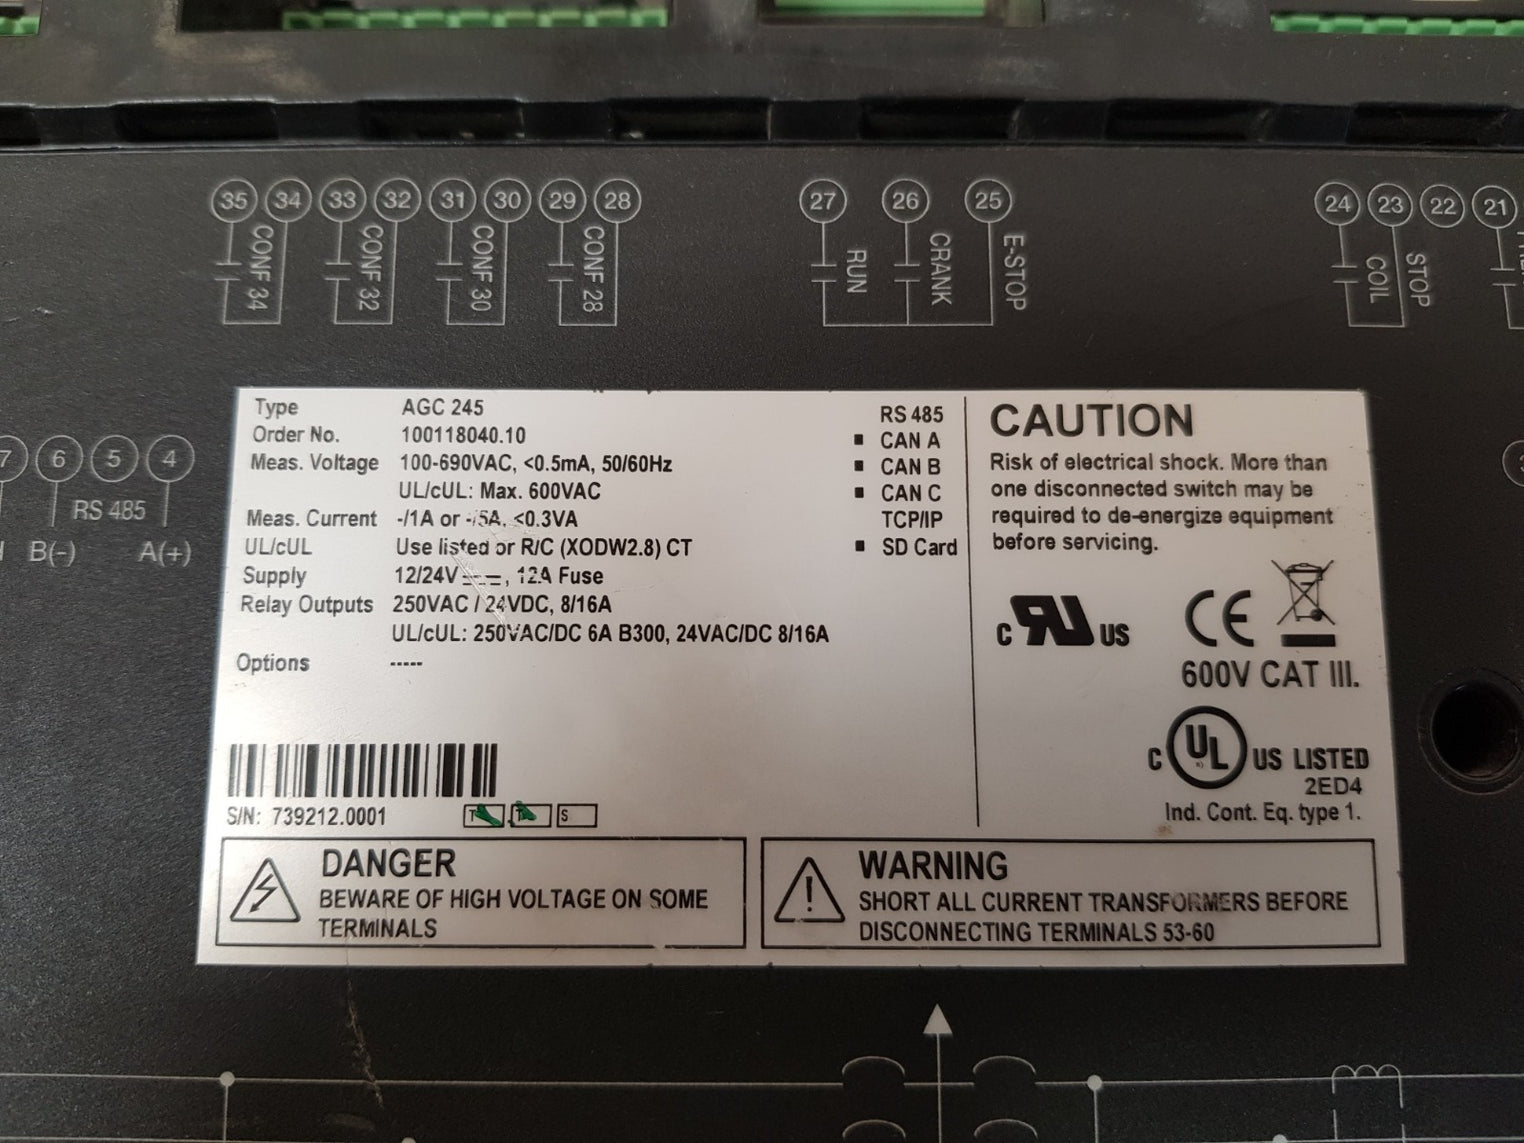 35 34 33 32 31 30 29 28 27 26 25 24 23 22 21
CONF 34
CONF 32
CONF 30
CONF 28
RUN
CRANK
E-STOP
STOP
COIL
7 6 5 4
RS 485
B(-) A(+)
Type AGC 245
Order No. 100118040.10
Meas. Voltage 100-690VAC, <0.5mA, 50/60Hz
UL/cUL: Max. 600VAC
Meas. Current -/1A or -/5A, <0.3VA
UL/cUL Use listed or R/C (XODW2.8) CT
Supply 12/24V, 12A Fuse
Relay Outputs 250VAC / 24VDC, 8/16A
UL/cUL: 250VAC/DC 6A B300, 24VAC/DC 8/16A
Options -----
RS 485
▪ CAN A
▪ CAN B
▪ CAN C
TCP/IP
▪ SD Card
S/N: 739212.0001
T T S
CAUTION
Risk of electrical shock. More than
one disconnected switch may be
required to de-energize equipment
before servicing.
c RU US CE
600V CAT III.
c UL US LISTED
2ED4
Ind. Cont. Eq. type 1.
DANGER
BEWARE OF HIGH VOLTAGE ON SOME
TERMINALS
WARNING
SHORT ALL CURRENT TRANSFORMERS BEFORE
DISCONNECTING TERMINALS 53-60